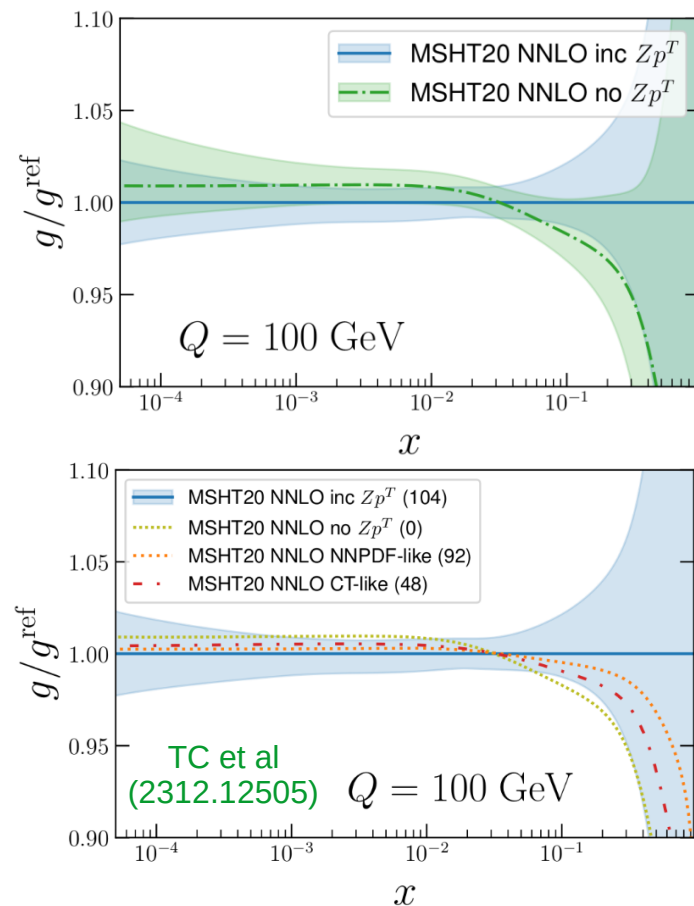 1.10
1.05
1.00
0.95
0.90
g/g^ref
MSHT20 NNLO inc Zp^T
MSHT20 NNLO no Zp^T
Q = 100 GeV
10^−4
10^−3
10^−2
10^−1
x
1.10
1.05
1.00
0.95
0.90
g/g^ref
MSHT20 NNLO inc Zp^T (104)
MSHT20 NNLO no Zp^T (0)
MSHT20 NNLO NNPDF-like (92)
MSHT20 NNLO CT-like (48)
TC et al
(2312.12505)
Q = 100 GeV
10^−4
10^−3
10^−2
10^−1
x